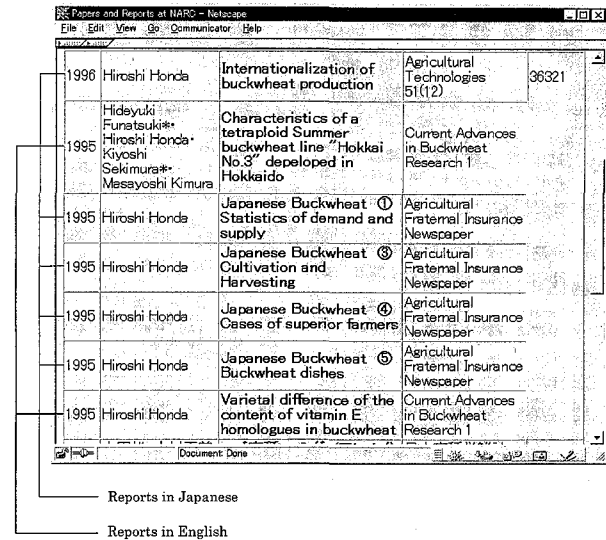 Papers and Reports at NARC - Netscape
File Edit View Go Communicator Help
1996 Hiroshi Honda Internationalization of buckwheat production Agricultural Technologies 51(12) 36321
1995 Hideyuki Funatsuki*・Hiroshi Honda・Kiyoshi Sekimura*・Masayoshi Kimura Characteristics of a tetraploid Summer buckwheat line "Hokkai No.3" depeloped in Hokkaido Current Advances in Buckwheat Research 1
1995 Hiroshi Honda Japanese Buckwheat ① Statistics of demand and supply Agricultural Fraternal Insurance Newspaper
1995 Hiroshi Honda Japanese Buckwheat ③ Cultivation and Harvesting Agricultural Fraternal Insurance Newspaper
1995 Hiroshi Honda Japanese Buckwheat ④ Cases of superior farmers Agricultural Fraternal Insurance Newspaper
1995 Hiroshi Honda Japanese Buckwheat ⑤ Buckwheat dishes Agricultural Fraternal Insurance Newspaper
1995 Hiroshi Honda Varietal difference of the content of vitamin E homologues in buckwheat Current Advances in Buckwheat Research 1
Document: Done
Reports in Japanese
Reports in English